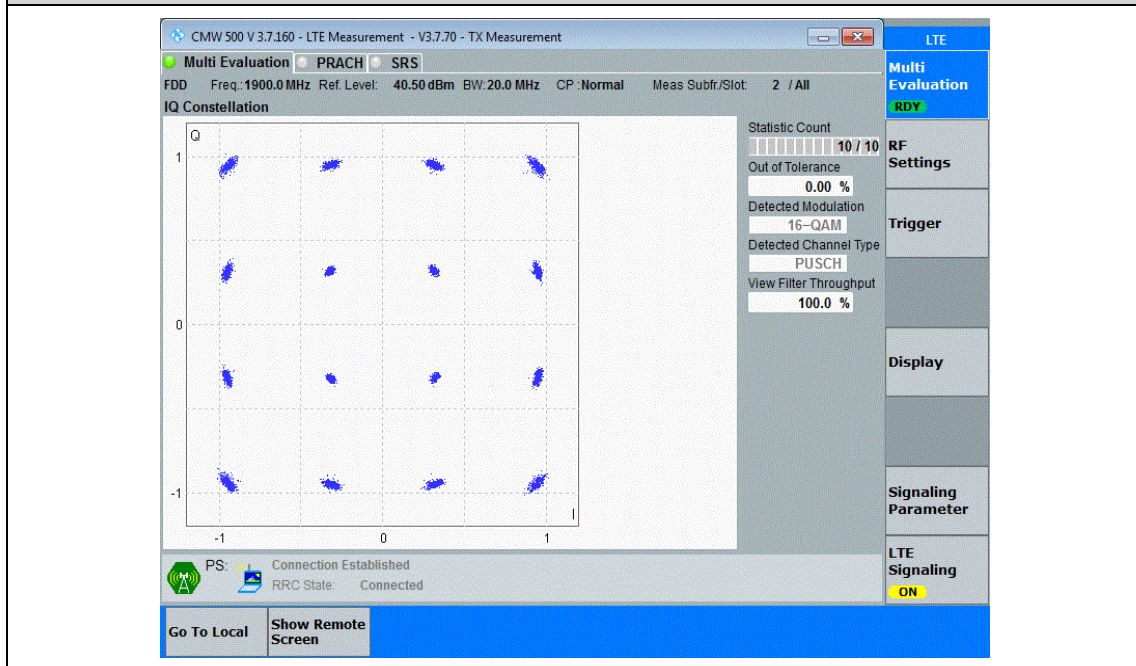 CMW 500 V 3.7.160 - LTE Measurement - V3.7.70 - TX Measurement
LTE
Multi Evaluation PRACH SRS
FDD Freq.:1900.0 MHz Ref. Level: 40.50 dBm BW:20.0 MHz CP :Normal Meas Subfr./Slot: 2 / All
IQ Constellation
Q
1
0
-1
-1 0 1
I
Statistic Count
10 / 10
Out of Tolerance
0.00 %
Detected Modulation
16-QAM
Detected Channel Type
PUSCH
View Filter Throughput
100.0 %
Multi
Evaluation
RDY
RF
Settings
Trigger
Display
Signaling
Parameter
LTE
Signaling
ON
PS: Connection Established
RRC State: Connected
A
Go To Local
Show Remote
Screen